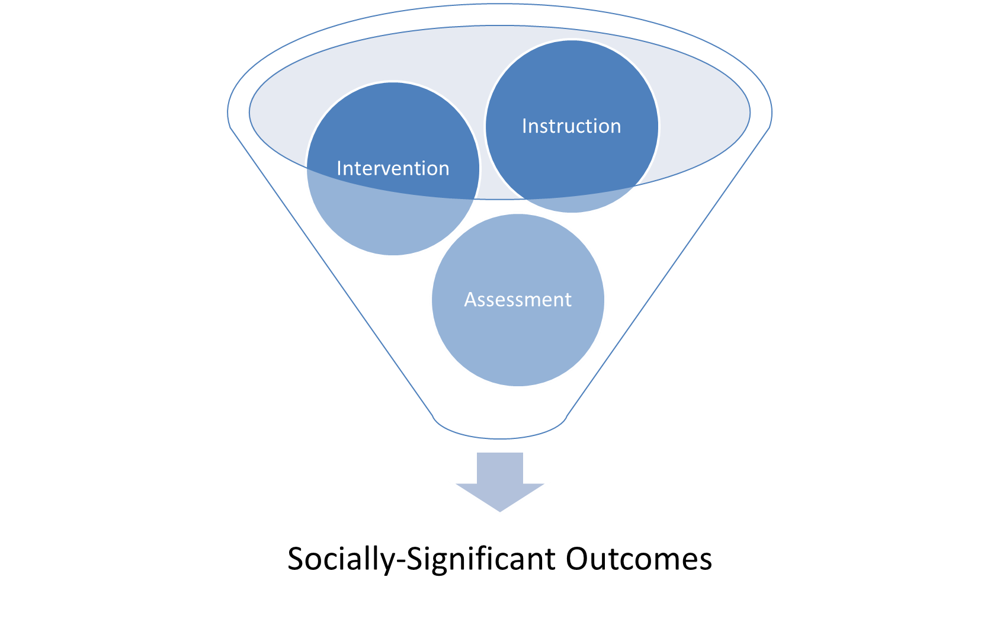 Instruction
Intervention
Assessment
Socially-Significant Outcomes